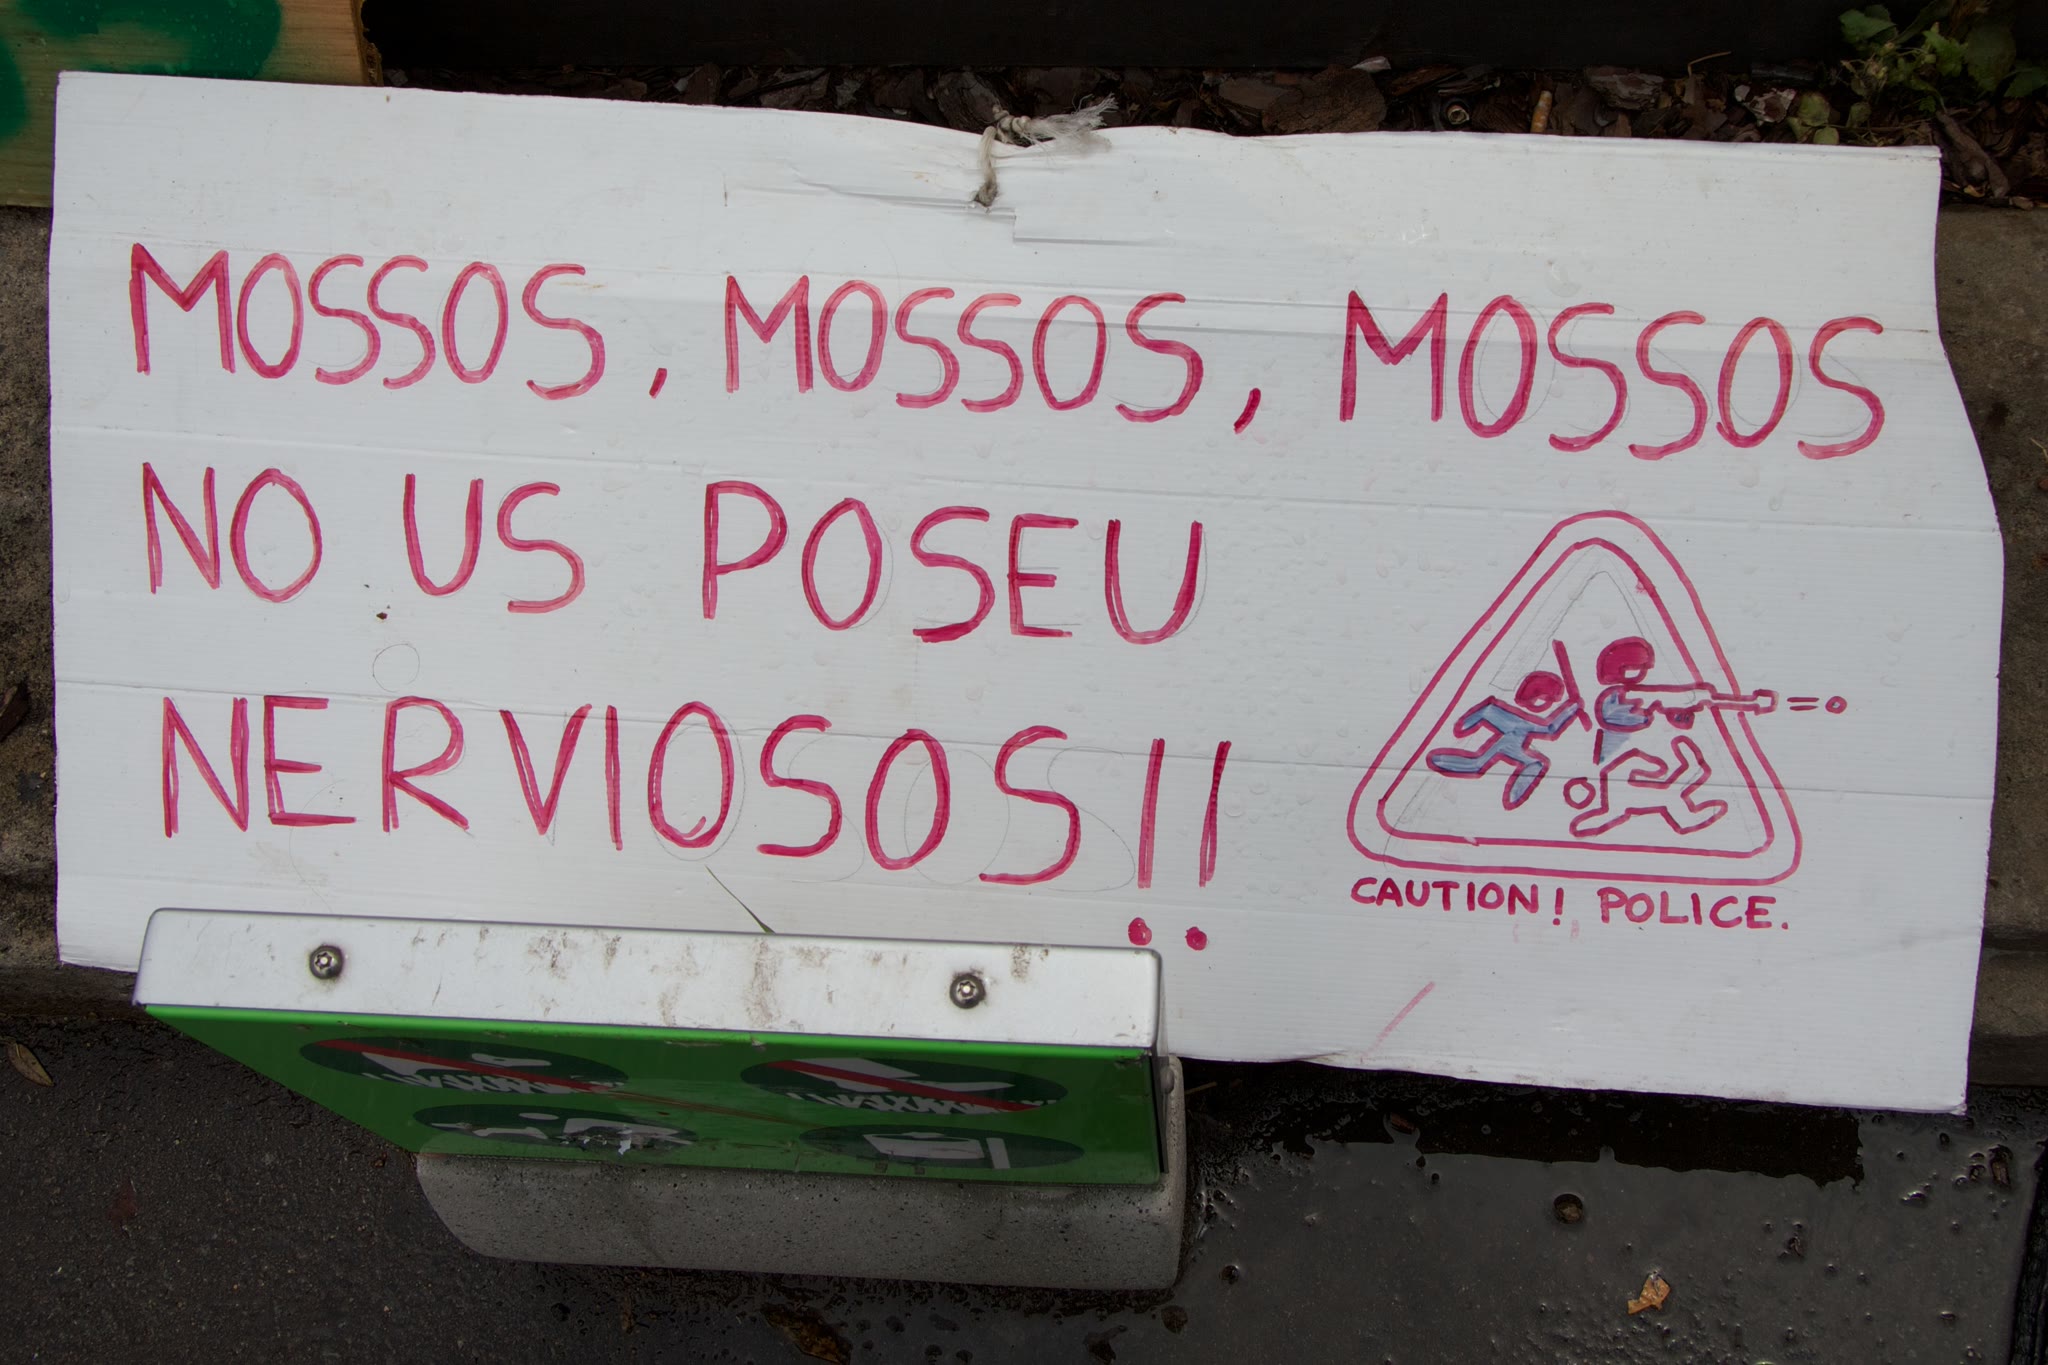 MOSSOS, MOSSOS, MOSSOS
NO US POSEU
NERVIOSOS!!
CAUTION! POLICE.